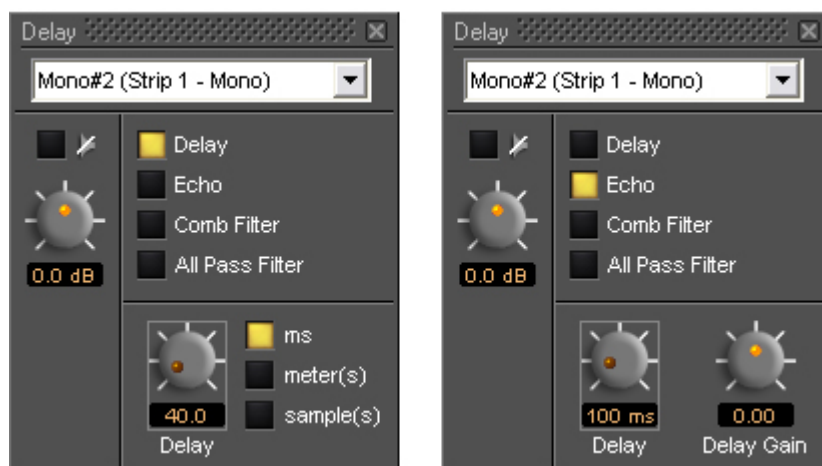 Delay
Mono#2 (Strip 1 - Mono)
Delay
Echo
Comb Filter
All Pass Filter
0.0 dB
ms
meter(s)
sample(s)
40.0
Delay
Delay
Mono#2 (Strip 1 - Mono)
Delay
Echo
Comb Filter
All Pass Filter
0.0 dB
100 ms
0.00
Delay
Delay Gain